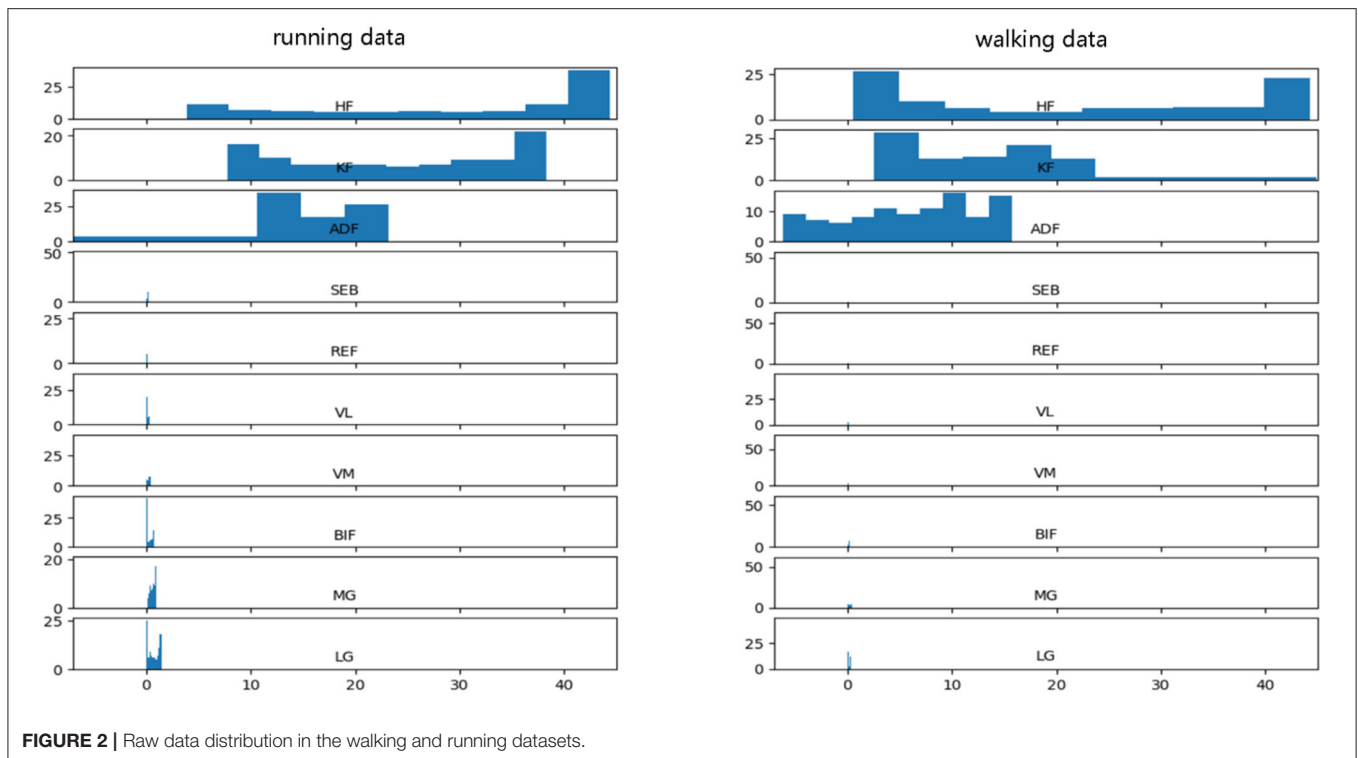 running data
25
0
HF
20
0
KF
25
0
ADF
50
0
SEB
25
0
REF
25
0
VL
25
0
VM
25
0
BIF
20
0
MG
25
0
LG
0 10 20 30 40
walking data
25
0
HF
25
0
KF
10
0
ADF
50
0
SEB
50
0
REF
25
0
VL
50
0
VM
50
0
BIF
50
0
MG
25
0
LG
0 10 20 30 40
FIGURE 2 | Raw data distribution in the walking and running datasets.